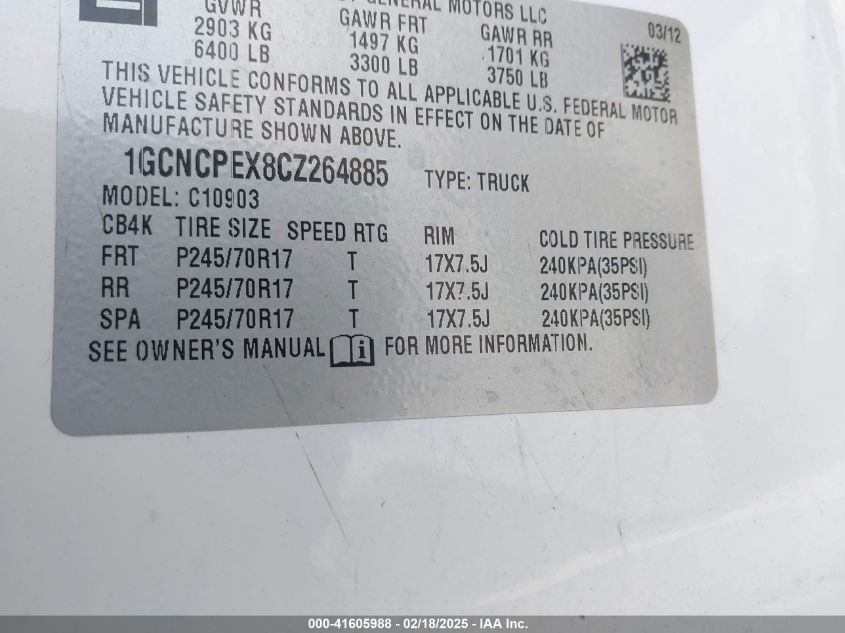 GENERAL MOTORS LLC
GVWR GAWR FRT GAWR RR 03/12
2903 KG 1497 KG 1701 KG
6400 LB 3300 LB 3750 LB
THIS VEHICLE CONFORMS TO ALL APPLICABLE U.S. FEDERAL MOTOR
VEHICLE SAFETY STANDARDS IN EFFECT ON THE DATE OF
MANUFACTURE SHOWN ABOVE.
1GCNCPEX8CZ264885 TYPE: TRUCK
MODEL: C10903
CB4K TIRE SIZE SPEED RTG RIM COLD TIRE PRESSURE
FRT P245/70R17 T 17X7.5J 240KPA(35PSI)
RR P245/70R17 T 17X7.5J 240KPA(35PSI)
SPA P245/70R17 T 17X7.5J 240KPA(35PSI)
SEE OWNER'S MANUAL i FOR MORE INFORMATION.
000-41605988 - 02/18/2025 - IAA Inc.